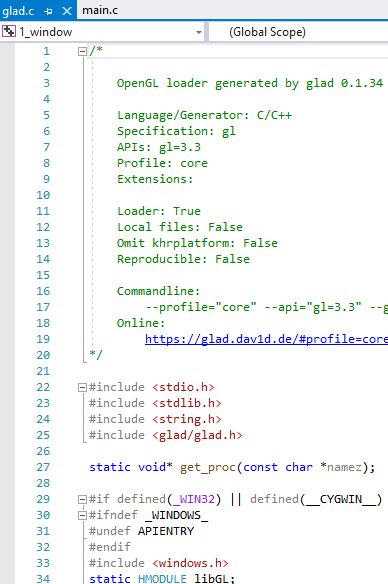 glad.c main.c
1_window (Global Scope)
1 /*
2
3 OpenGL loader generated by glad 0.1.34
4
5 Language/Generator: C/C++
6 Specification: gl
7 APIs: gl=3.3
8 Profile: core
9 Extensions:
10
11 Loader: True
12 Local files: False
13 Omit khrplatform: False
14 Reproducible: False
15
16 Commandline:
17 --profile="core" --api="gl=3.3" --g
18 Online:
19 https://glad.dav1d.de/#profile=core
20 */
21
22 #include <stdio.h>
23 #include <stdlib.h>
24 #include <string.h>
25 #include <glad/glad.h>
26
27 static void* get_proc(const char *namez);
28
29 #if defined(_WIN32) || defined(__CYGWIN__)
30 #ifndef _WINDOWS_
31 #undef APIENTRY
32 #endif
33 #include <windows.h>
34 static HMODULE libGL;